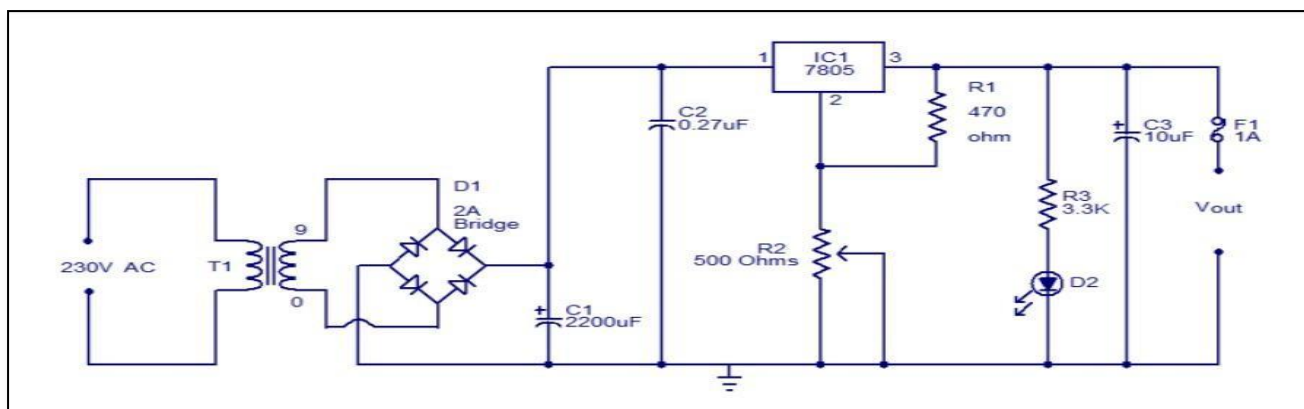 230V AC
T1
9
0
D1
2A
Bridge
C1
2200uF
C2
0.27uF
1
IC1
7805
3
2
R1
470
ohm
R2
500 Ohms
R3
3.3K
D2
C3
10uF
F1
1A
Vout
+
+